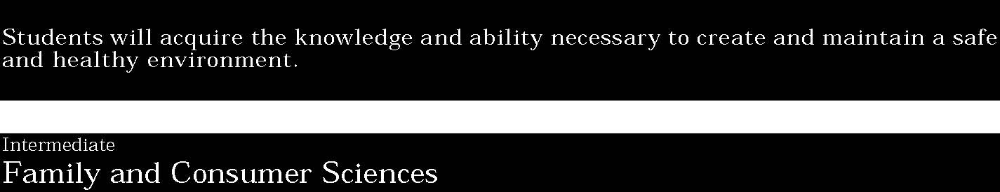 Students will acquire the knowledge and ability necessary to create and maintain a safe
and healthy environment.
Intermediate
Family and Consumer Sciences